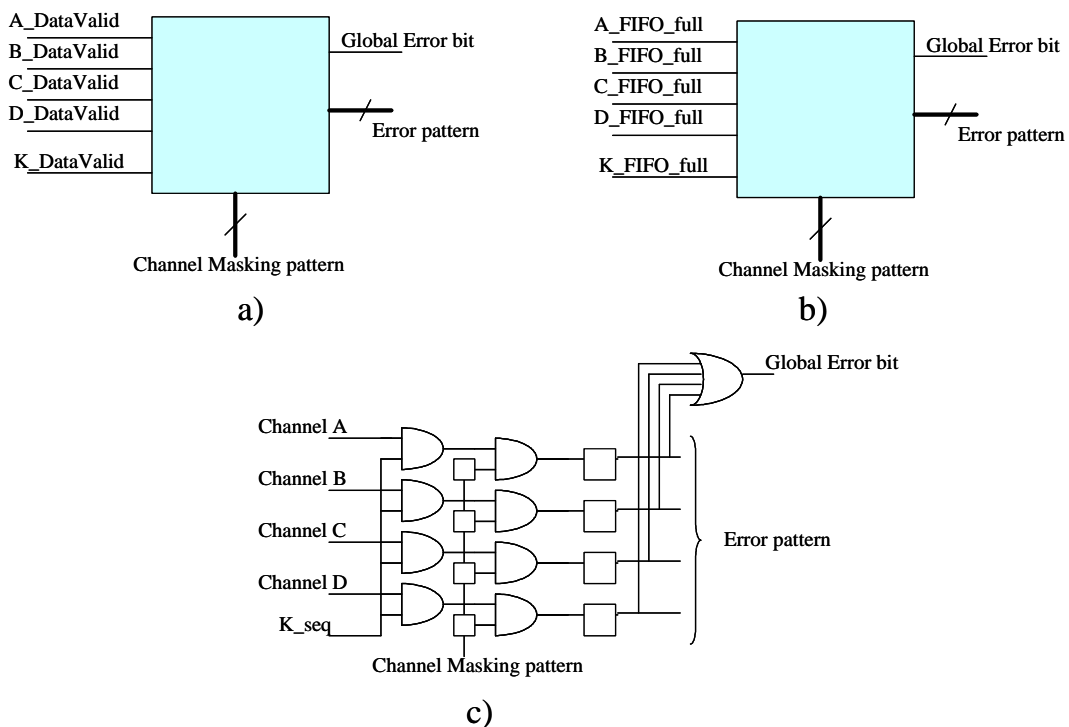 A_DataValid
B_DataValid
C_DataValid
D_DataValid
K_DataValid
Global Error bit
Error pattern
Channel Masking pattern
a)
A_FIFO_full
B_FIFO_full
C_FIFO_full
D_FIFO_full
K_FIFO_full
Global Error bit
Error pattern
Channel Masking pattern
b)
Global Error bit
Channel A
Channel B
Channel C
Channel D
K_seq
Error pattern
Channel Masking pattern
c)